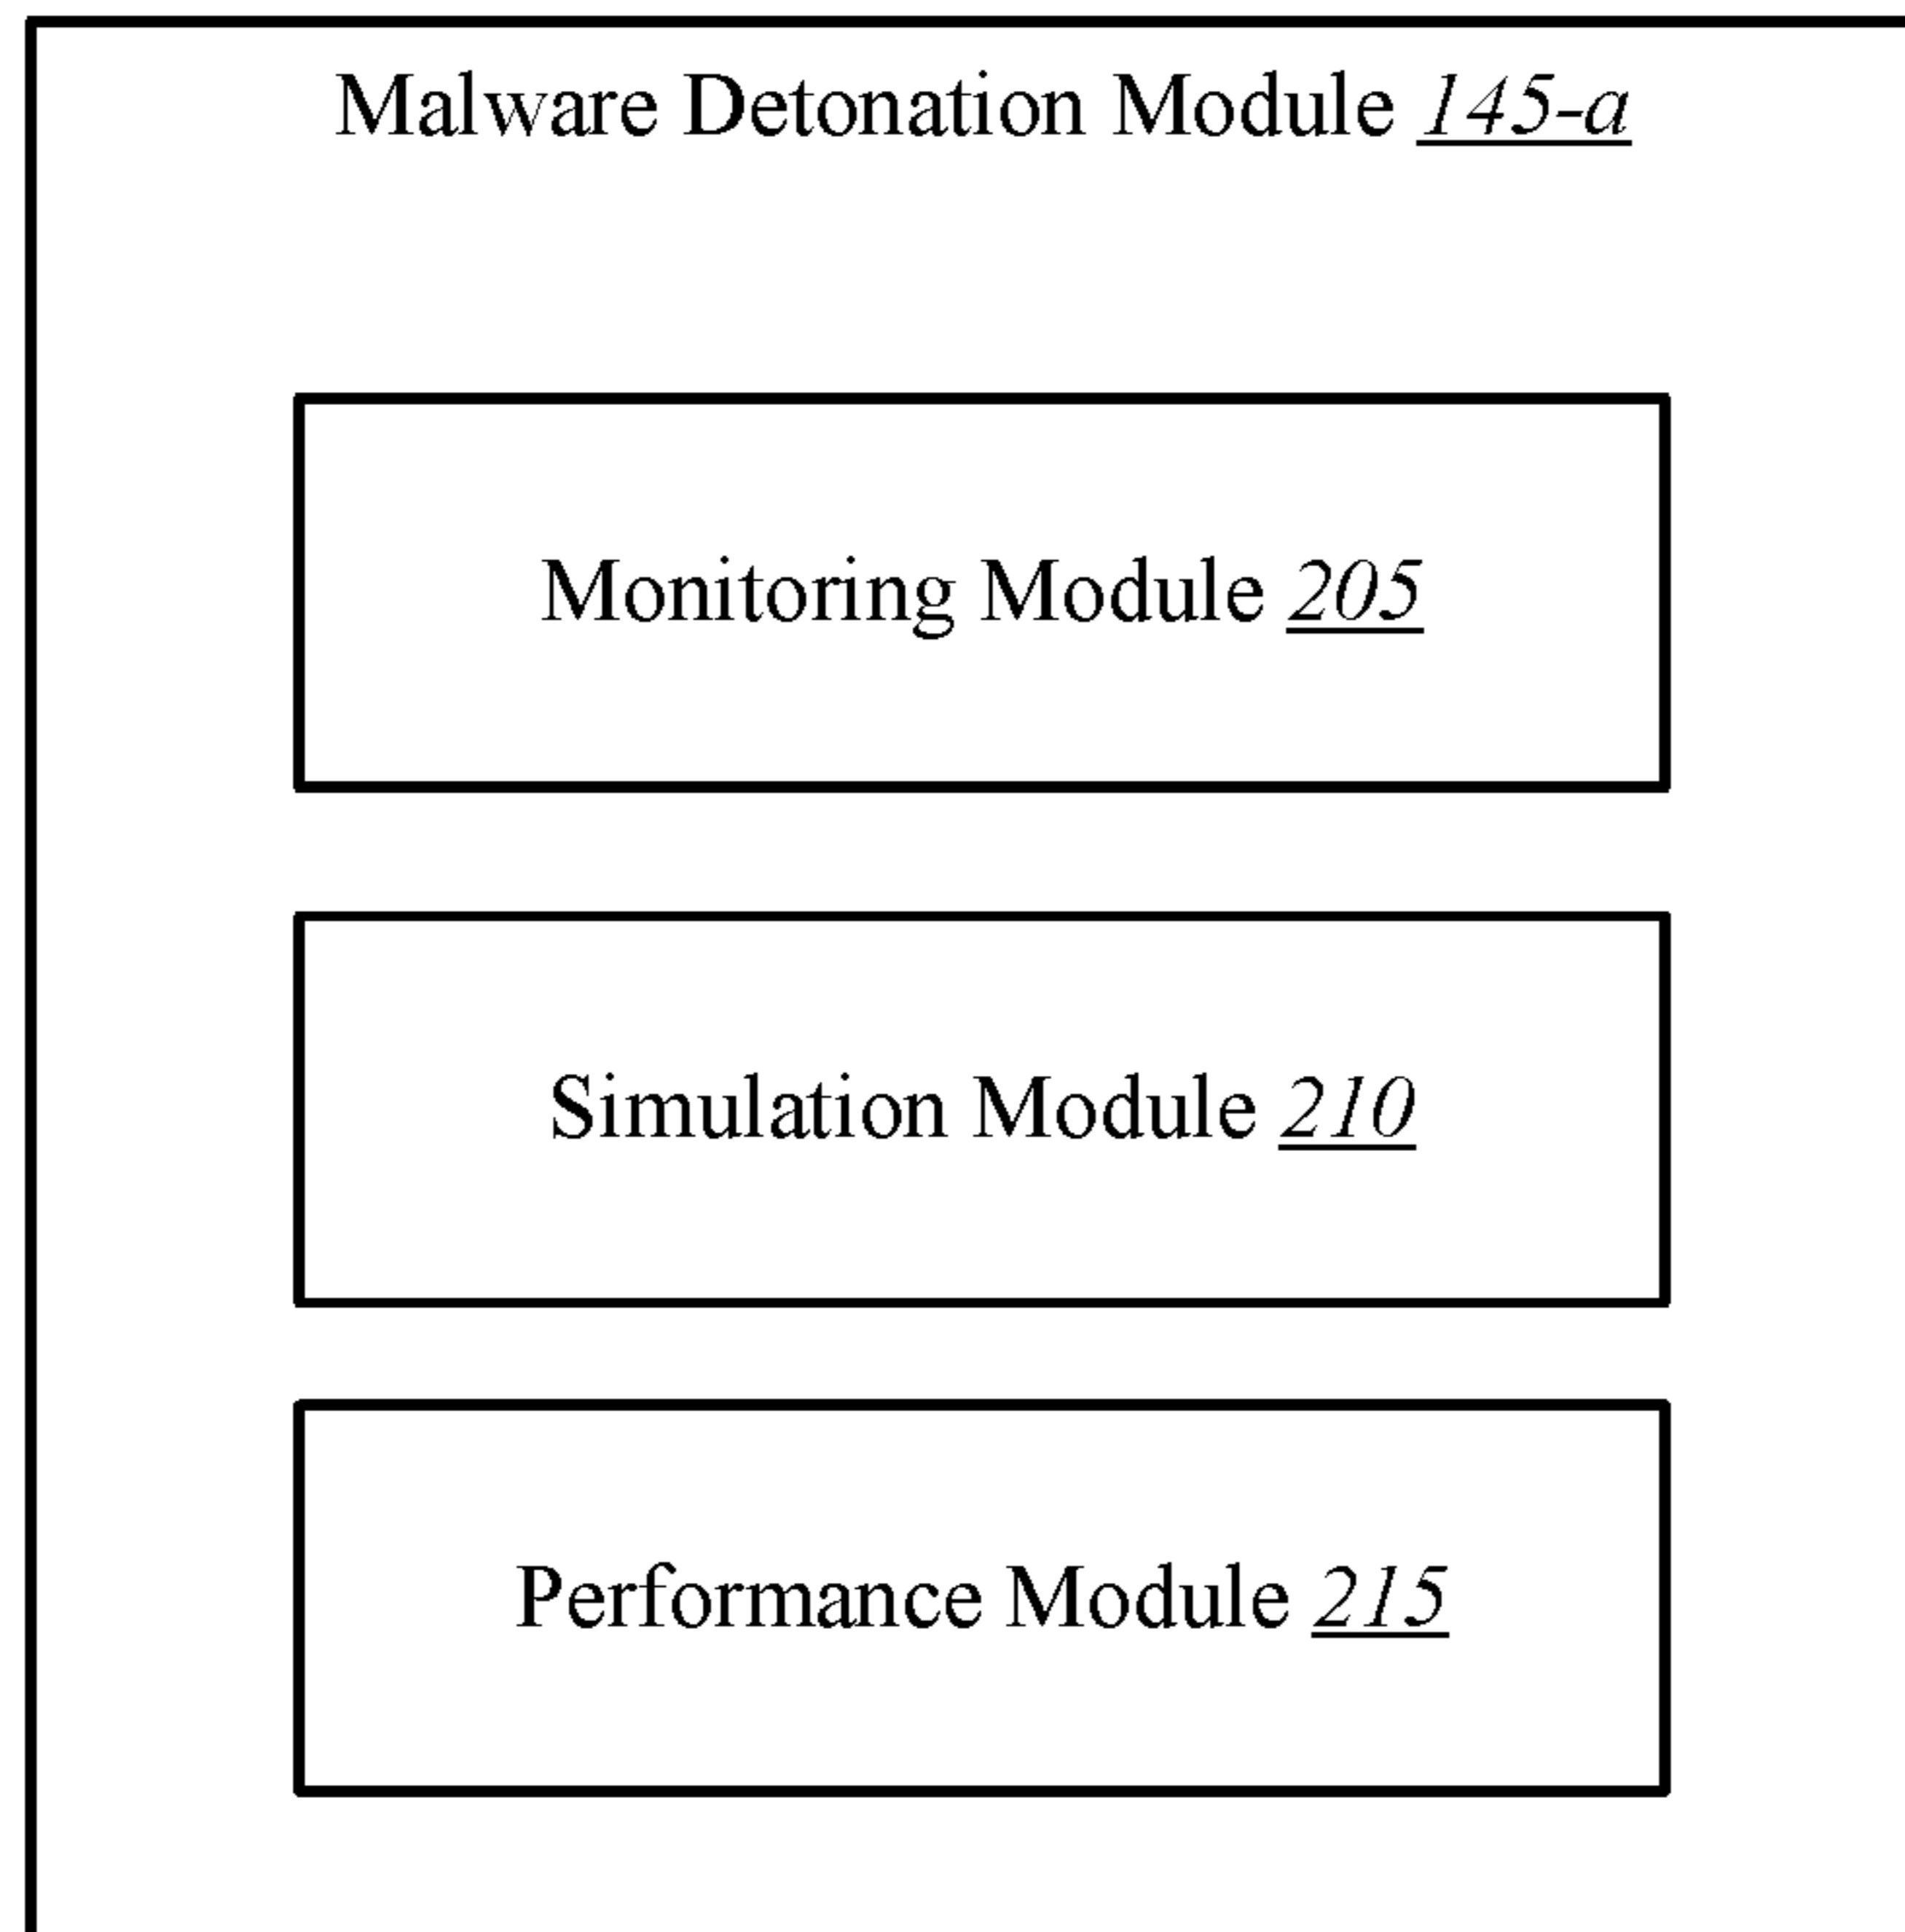 Malware Detonation Module 145-a
Monitoring Module 205
Simulation Module 210
Performance Module 215